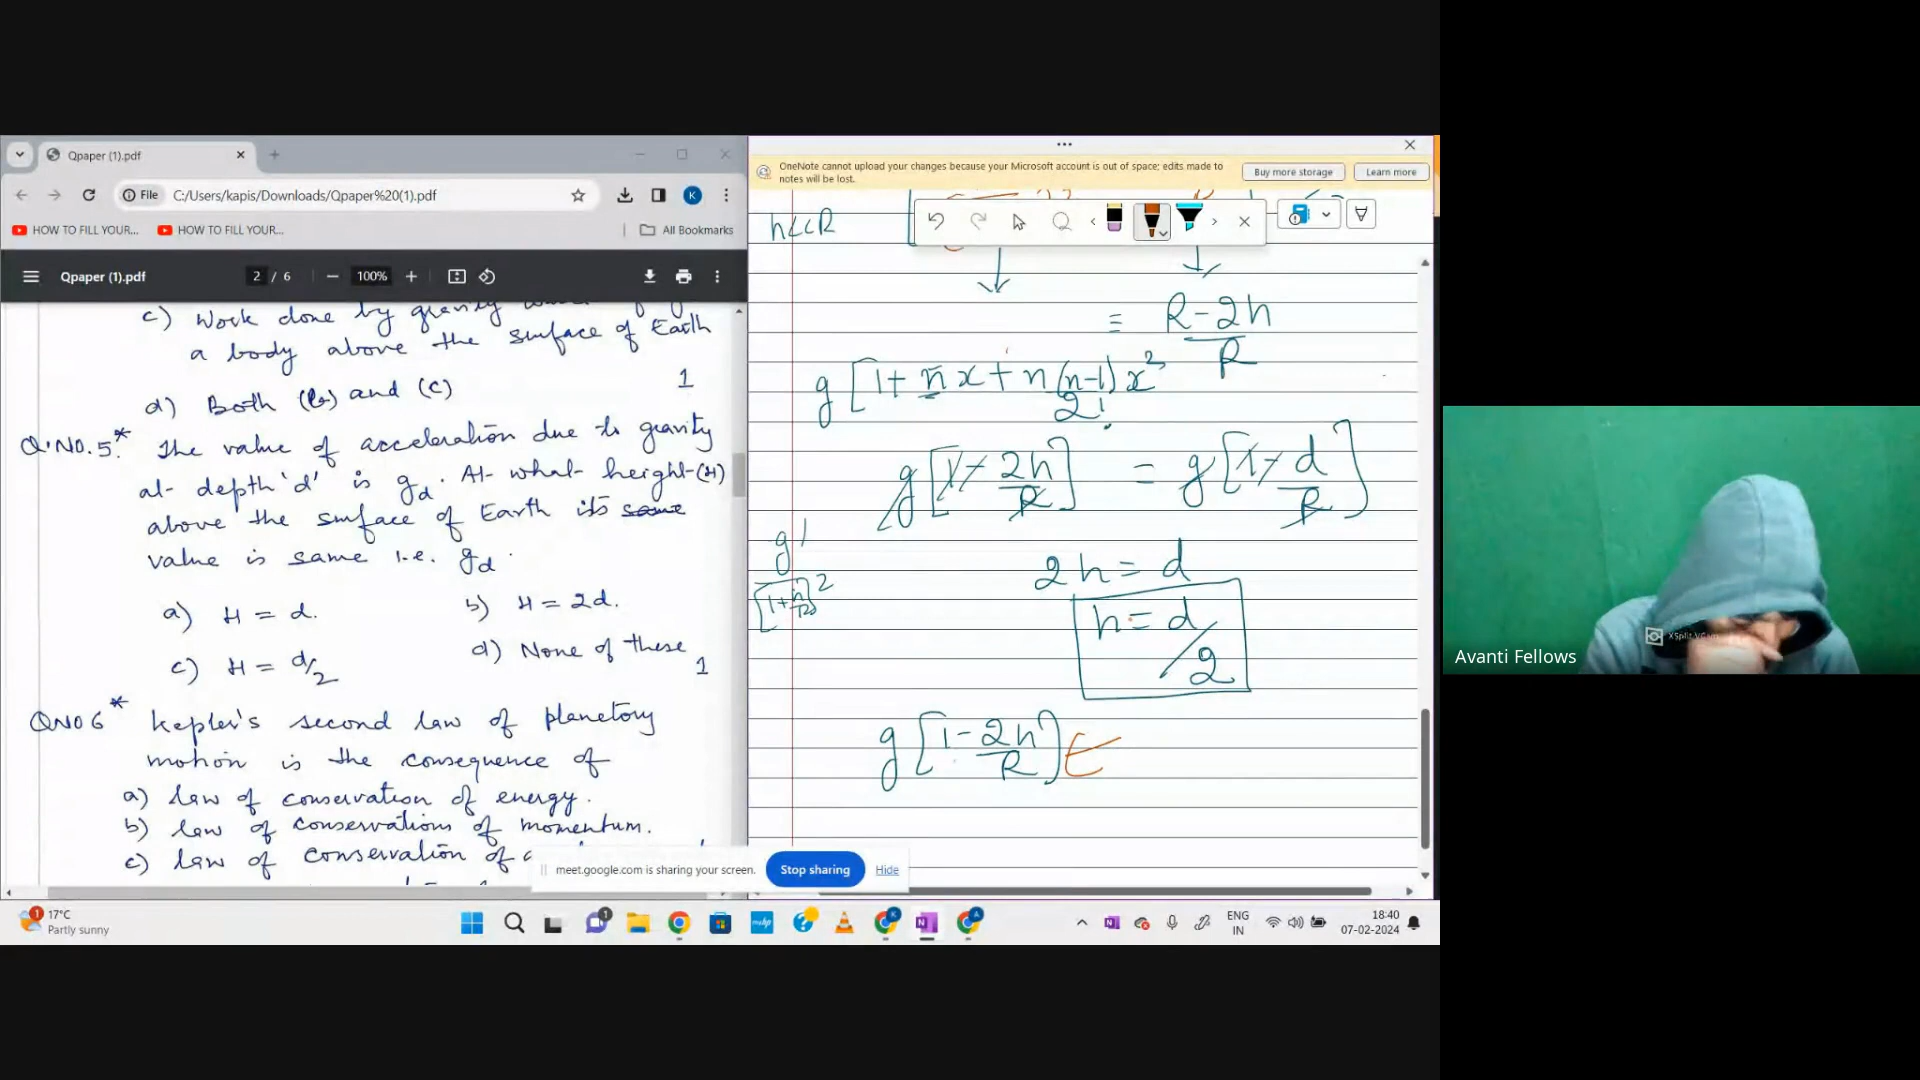 Qpaper (1).pdf
File C:/Users/kapis/Downloads/Qpaper%20(1).pdf
HOW TO FILL YOUR... HOW TO FILL YOUR... All Bookmarks
Qpaper (1).pdf 2 / 6 100%
c) Work done by gravity
a body above the surface of Earth
d) Both (b) and (c) 1
Q.NO.5* The value of acceleration due to gravity
at depth 'd' is gd. At what height (H)
above the surface of Earth its same
value is same i.e. gd.
a) H = d. b) H = 2d.
c) H = d/2 d) None of these 1
QNO 6* Kepler's second law of planetory
motion is the consequence of
a) law of conservation of energy.
b) law of conservations of momentum.
c) law of conservation of
OneNote cannot upload your changes because your Microsoft account is out of space; edits made to
notes will be lost.
Buy more storage Learn more
h<<R
≡ R-2h/R
g[1+nx+n(n-1)x²/2!
g[1-2h/R] = g[1-d/R]
g'/[1+h/R]²
2h = d
h = d/2
g[1-2h/R]
meet.google.com is sharing your screen. Stop sharing Hide
XSplit VCam
Avanti Fellows
17°C
Partly sunny
ENG
IN
18:40
07-02-2024